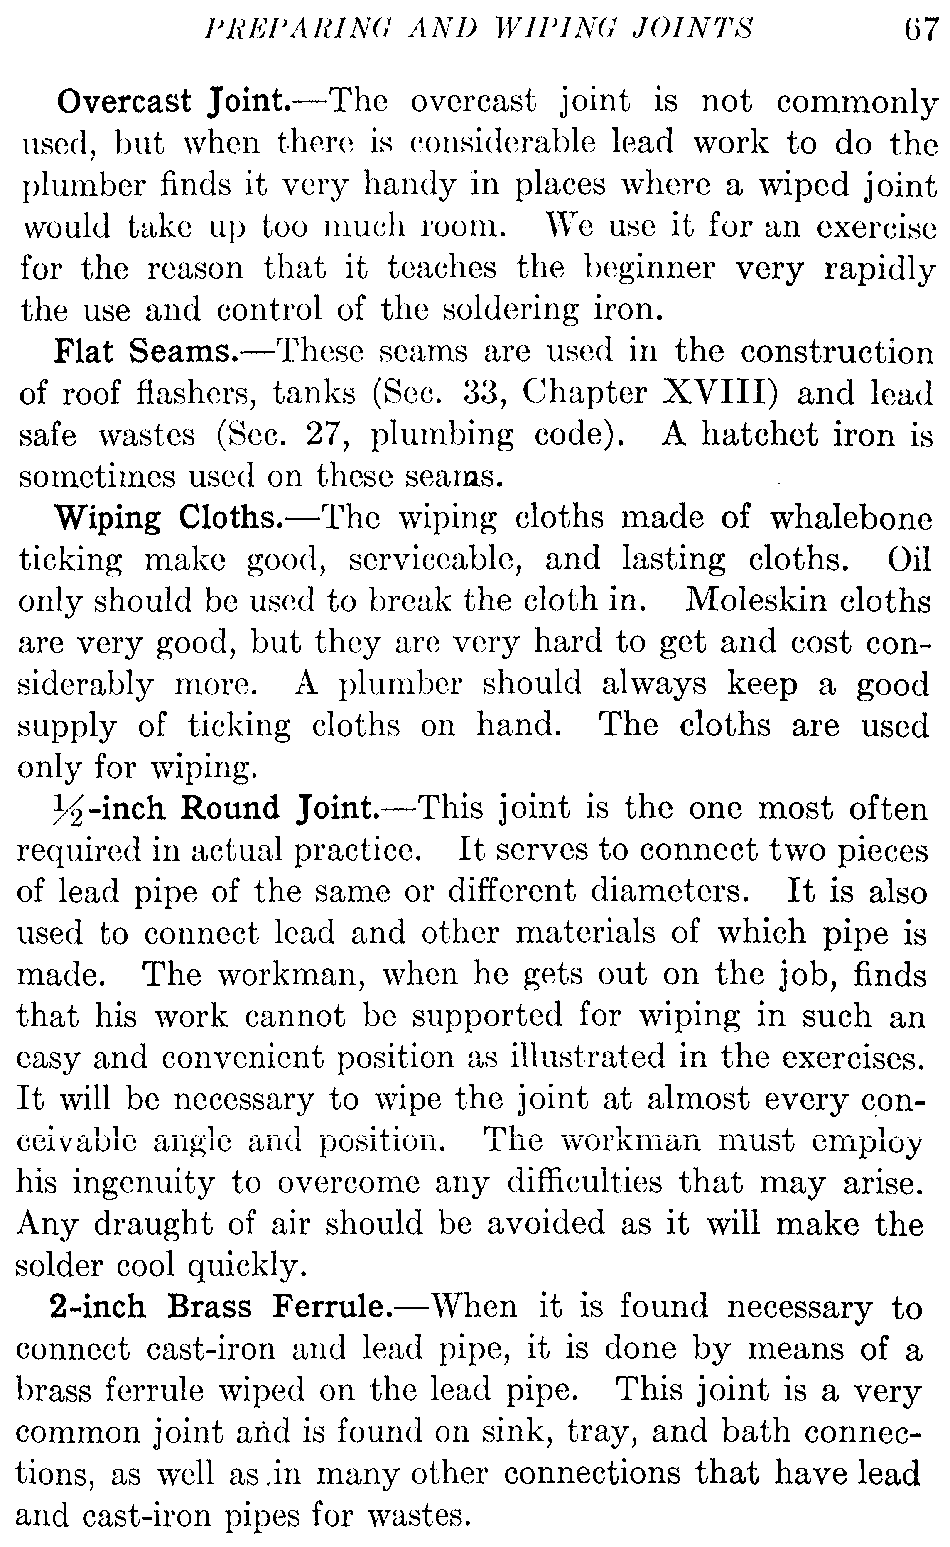 PREPARING AND WIPING JOINTS 67
Overcast Joint.—The overcast joint is not commonly
used, but when there is considerable lead work to do the
plumber finds it very handy in places where a wiped joint
would take up too much room. We use it for an exercise
for the reason that it teaches the beginner very rapidly
the use and control of the soldering iron.
Flat Seams.—These seams are used in the construction
of roof flashers, tanks (Sec. 33, Chapter XVIII) and lead
safe wastes (Sec. 27, plumbing code). A hatchet iron is
sometimes used on these seams.
Wiping Cloths.—The wiping cloths made of whalebone
ticking make good, serviceable, and lasting cloths. Oil
only should be used to break the cloth in. Moleskin cloths
are very good, but they are very hard to get and cost con-
siderably more. A plumber should always keep a good
supply of ticking cloths on hand. The cloths are used
only for wiping.
½-inch Round Joint.—This joint is the one most often
required in actual practice. It serves to connect two pieces
of lead pipe of the same or different diameters. It is also
used to connect lead and other materials of which pipe is
made. The workman, when he gets out on the job, finds
that his work cannot be supported for wiping in such an
easy and convenient position as illustrated in the exercises.
It will be necessary to wipe the joint at almost every con-
ceivable angle and position. The workman must employ
his ingenuity to overcome any difficulties that may arise.
Any draught of air should be avoided as it will make the
solder cool quickly.
2-inch Brass Ferrule.—When it is found necessary to
connect cast-iron and lead pipe, it is done by means of a
brass ferrule wiped on the lead pipe. This joint is a very
common joint and is found on sink, tray, and bath connec-
tions, as well as in many other connections that have lead
and cast-iron pipes for wastes.